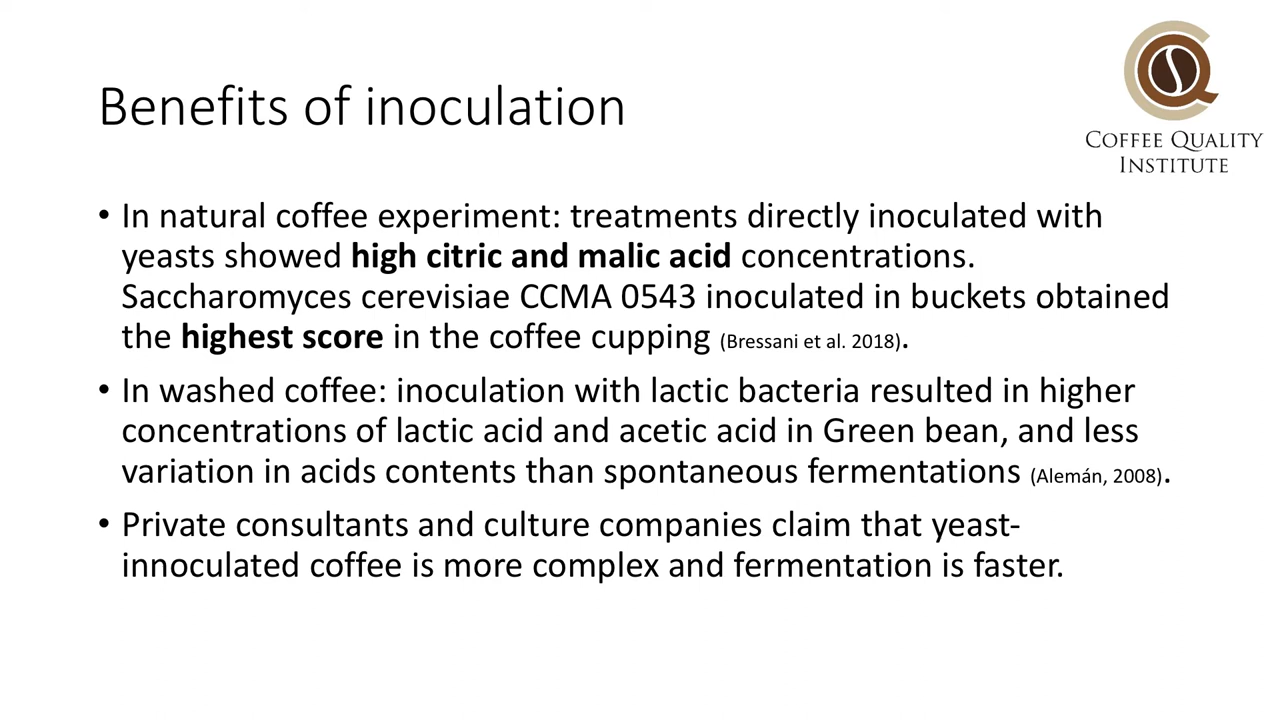 COFFEE QUALITY
INSTITUTE
Benefits of inoculation
• In natural coffee experiment: treatments directly inoculated with
yeasts showed high citric and malic acid concentrations.
Saccharomyces cerevisiae CCMA 0543 inoculated in buckets obtained
the highest score in the coffee cupping (Bressani et al. 2018).
• In washed coffee: inoculation with lactic bacteria resulted in higher
concentrations of lactic acid and acetic acid in Green bean, and less
variation in acids contents than spontaneous fermentations (Alemán, 2008).
• Private consultants and culture companies claim that yeast-
innoculated coffee is more complex and fermentation is faster.